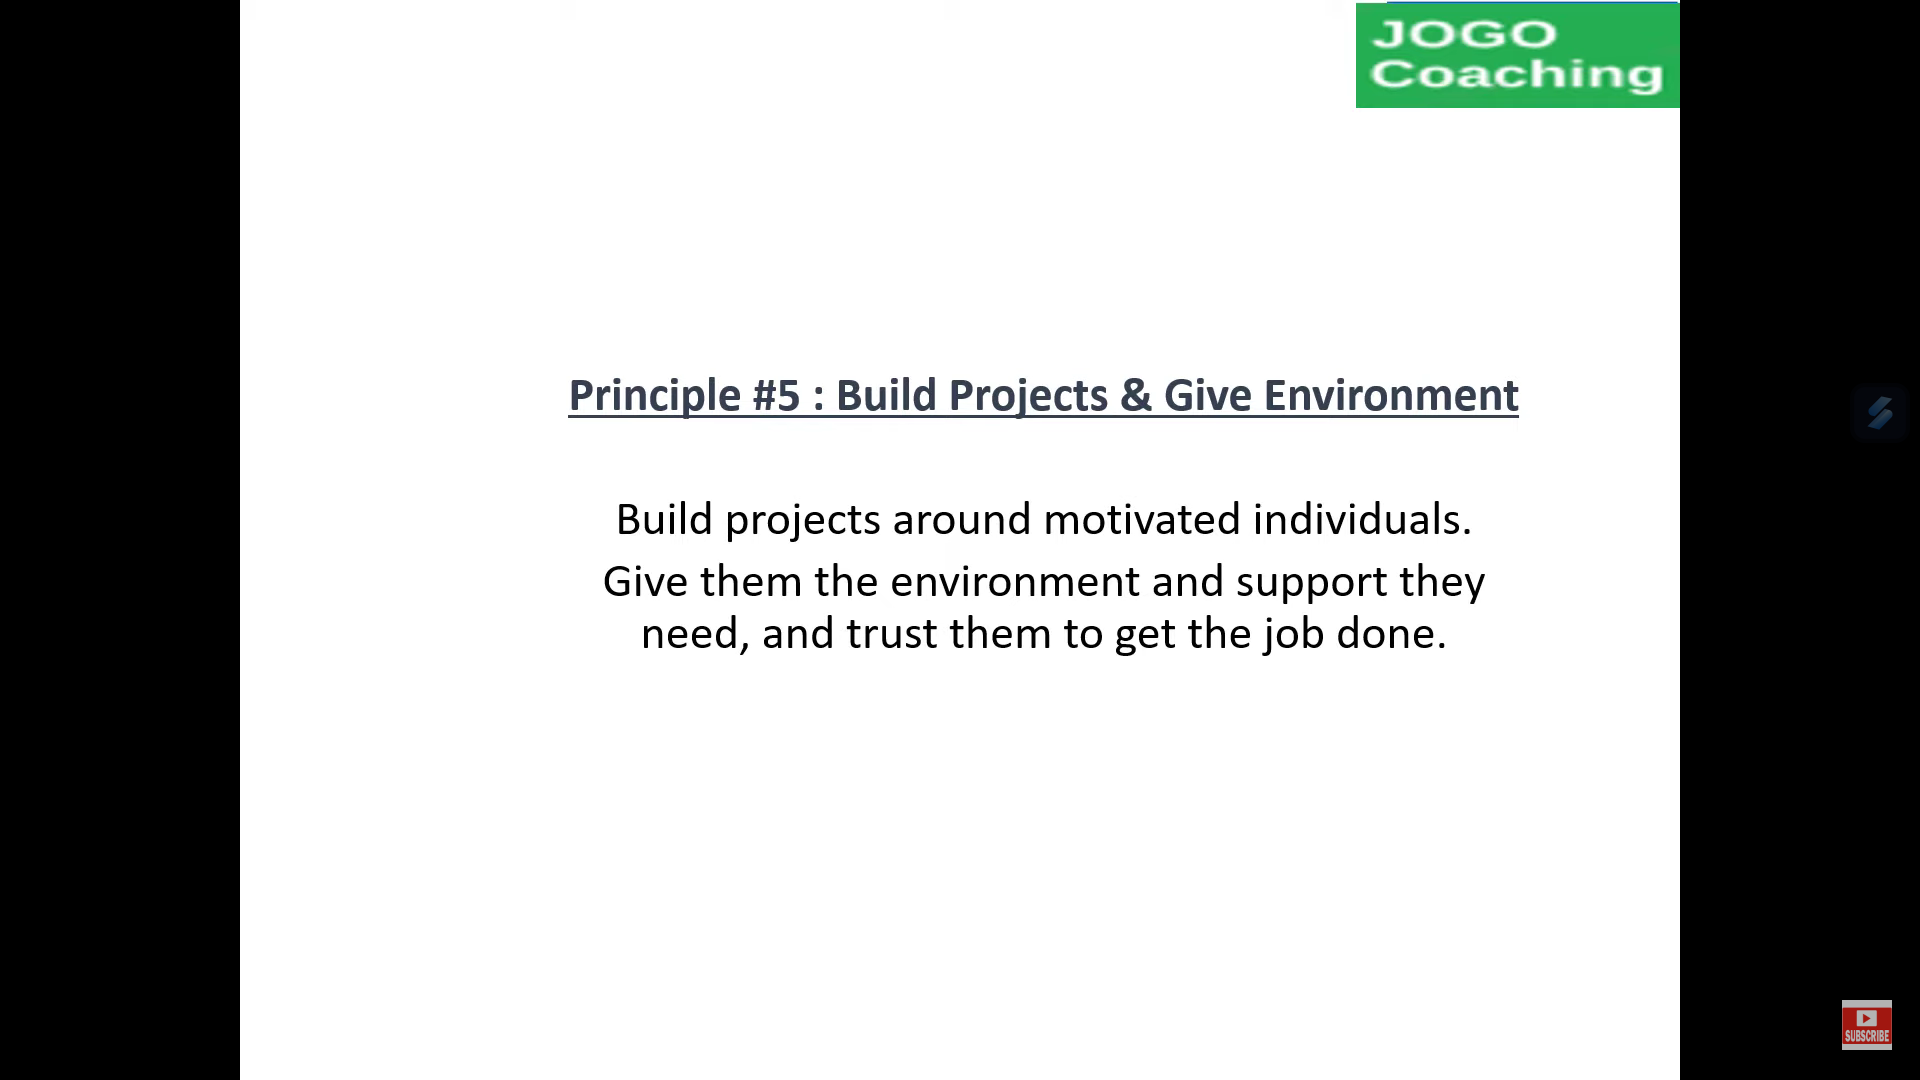 JOGO
Coaching
Principle #5 : Build Projects & Give Environment
Build projects around motivated individuals.
Give them the environment and support they
need, and trust them to get the job done.
SUBSCRIBE